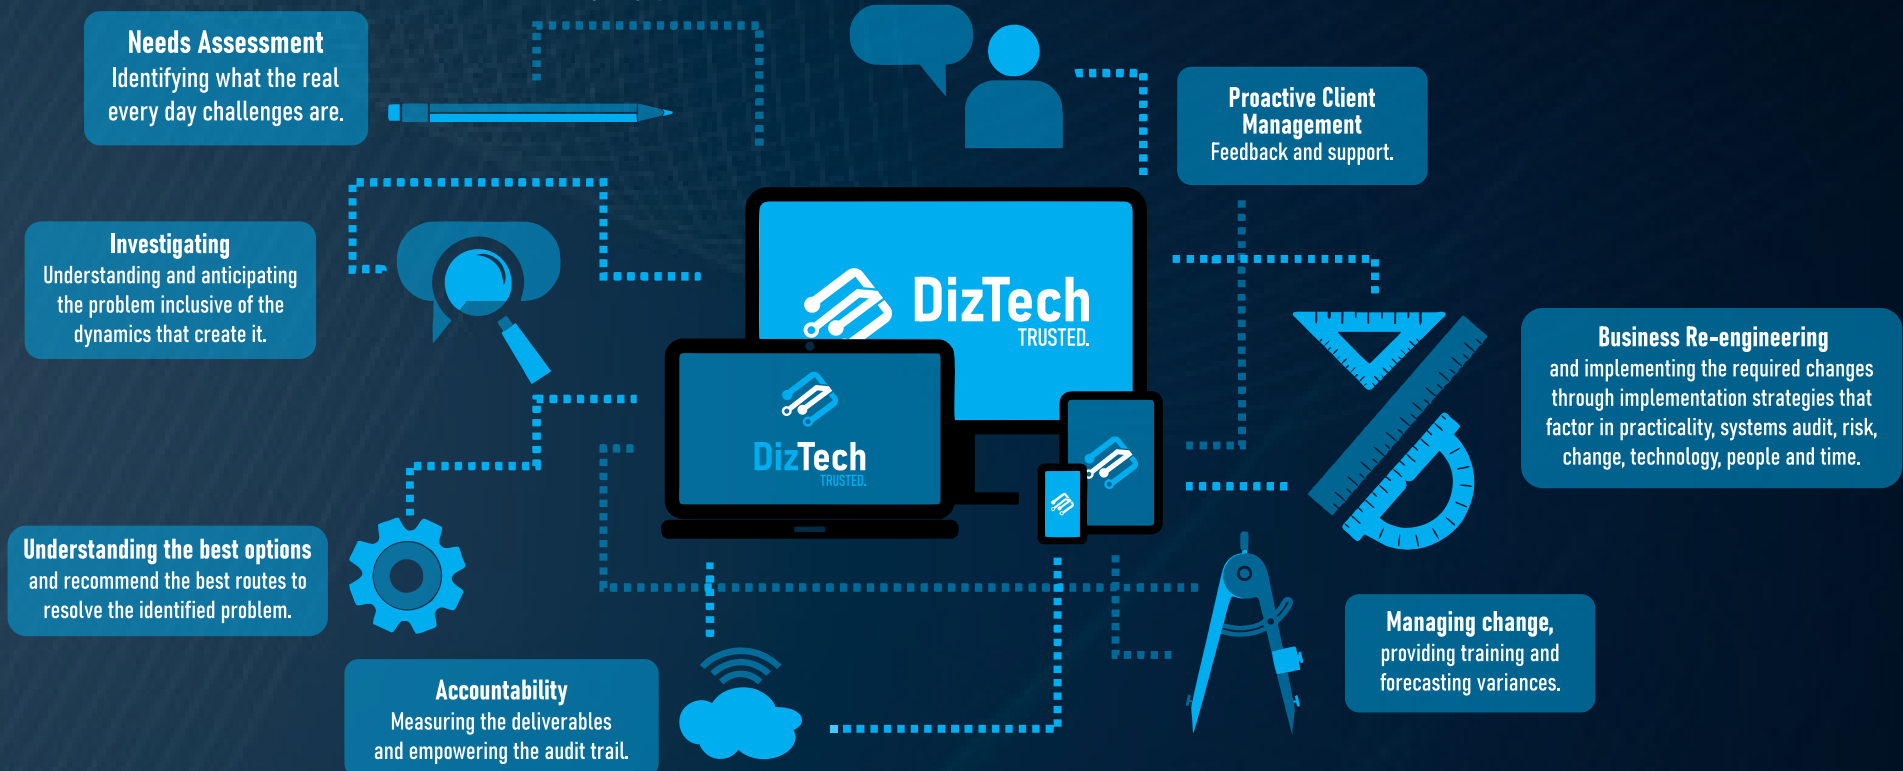 Needs Assessment
Identifying what the real
every day challenges are.
Proactive Client
Management
Feedback and support.
Investigating
Understanding and anticipating
the problem inclusive of the
dynamics that create it.
DizTech
TRUSTED.
DizTech
TRUSTED.
Business Re-engineering
and implementing the required changes
through implementation strategies that
factor in practicality, systems audit, risk,
change, technology, people and time.
Understanding the best options
and recommend the best routes to
resolve the identified problem.
Managing change,
providing training and
forecasting variances.
Accountability
Measuring the deliverables
and empowering the audit trail.